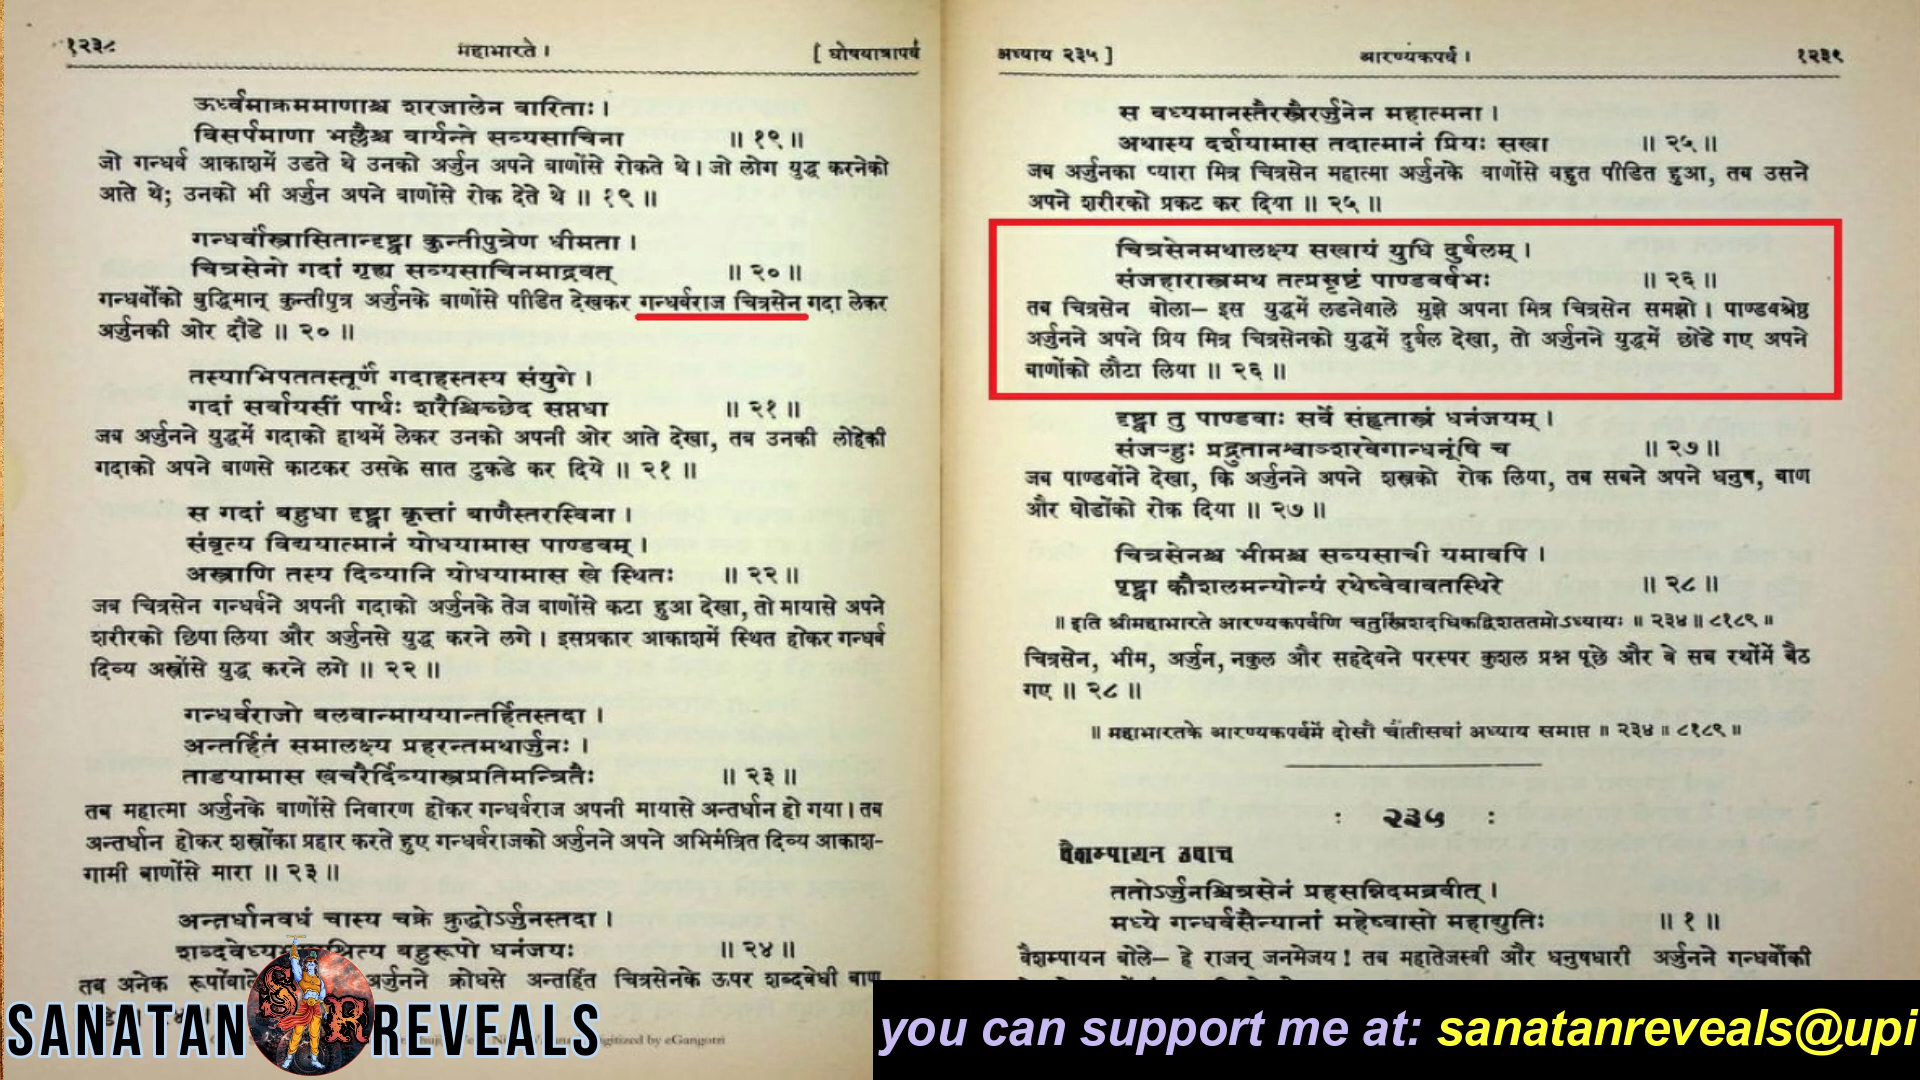 १२३८
महाभारते ।
[ घोषयात्रापर्व
ऊर्ध्वमाक्रममाणाश्च शरजालेन वारिताः ।
विसर्पमाणा भल्लैश्च वार्यन्ते सव्यसाचिना ॥ १९ ॥
जो गन्धर्व आकाशमें उडते थे उनको अर्जुन अपने बाणोंसे रोकते थे । जो लोग युद्ध करनेको
आते थे; उनको भी अर्जुन अपने बाणोंसे रोक देते थे ॥ १९ ॥
गन्धर्वांस्त्रासितान्दृष्ट्वा कुन्तीपुत्रेण धीमता ।
चित्रसेनो गदां गृह्य सव्यसाचिनमाद्रवत् ॥ २० ॥
गन्धर्वोंको बुद्धिमान् कुन्तीपुत्र अर्जुनके बाणोंसे पीडित देखकर गन्धर्वराज चित्रसेन गदा लेकर
अर्जुनकी ओर दौडे ॥ २० ॥
तस्याभिपततस्तूर्णं गदाहस्तस्य संयुगे ।
गदां सर्वायसीं पार्थः शरैश्चिच्छेद सप्तधा ॥ २१ ॥
जब अर्जुनने युद्धमें गदाको हाथमें लेकर उनको अपनी ओर आते देखा, तब उनकी लोहेकी
गदाको अपने बाणसे काटकर उसके सात टुकडे कर दिये ॥ २१ ॥
स गदां बहुधा दृष्ट्वा कृत्तां बाणैस्तरस्विना ।
संवृत्य विद्ययात्मानं योधयामास पाण्डवम् ।
अस्त्राणि तस्य दिव्यानि योधयामास खे स्थितः ॥ २२ ॥
जब चित्रसेन गन्धर्वने अपनी गदाको अर्जुनके तेज बाणोंसे कटा हुआ देखा, तो मायासे अपने
शरीरको छिपा लिया और अर्जुनसे युद्ध करने लगे । इसप्रकार आकाशमें स्थित होकर गन्धर्व
दिव्य अस्त्रोंसे युद्ध करने लगे ॥ २२ ॥
गन्धर्वराजो बलवान्माययान्तर्हितस्तदा ।
अन्तर्हितं समालक्ष्य प्रहरन्तमथार्जुनः ।
ताडयामास खचरैर्दिव्यास्त्रप्रतिमन्त्रितैः ॥ २३ ॥
तब महात्मा अर्जुनके बाणोंसे निवारण होकर गन्धर्वराज अपनी मायासे अन्तर्धान हो गया । तब
अन्तर्धान होकर शस्त्रोंका प्रहार करते हुए गन्धर्वराजको अर्जुनने अपने अभिमंत्रित दिव्य आकाश-
गामी बाणोंसे मारा ॥ २३ ॥
अन्तर्धानवधं चास्य चक्रे क्रुद्धोऽर्जुनस्तदा ।
बहुरूपो धनंजयः ॥ २४ ॥
तब अनेक अर्जुनने क्रोधसे अन्तर्हित चित्रसेनके ऊपर शब्दवेधी बाण
SANATAN REVEALS
अध्याय २३५ ]
आरण्यकपर्व ।
१२३९
स वध्यमानस्तैरस्त्रैरर्जुनेन महात्मना ।
अथास्य दर्शयामास तदात्मानं प्रियः सखा ॥ २५ ॥
जब अर्जुनका प्यारा मित्र चित्रसेन महात्मा अर्जुनके बाणोंसे बहुत पीडित हुआ, तब उसने
अपने शरीरको प्रकट कर दिया ॥ २५ ॥
चित्रसेनमथालक्ष्य सखायं युधि दुर्बलम् ।
संजहारास्त्रमथ तत्प्रसृष्टं पाण्डवर्षभः ॥ २६ ॥
तब चित्रसेन बोला— इस युद्धमें लडनेवाले मुझे अपना मित्र चित्रसेन समझो । पाण्डवश्रेष्ठ
अर्जुनने अपने प्रिय मित्र चित्रसेनको युद्धमें दुर्बल देखा, तो अर्जुनने युद्धमें छोडे गए अपने
बाणोंको लौटा लिया ॥ २६ ॥
दृष्ट्वा तु पाण्डवाः सर्वे संहृतास्त्रं धनंजयम् ।
संजऱ्हुः प्रद्रुतानश्वाञ्शरवेगान्धनूंषि च ॥ २७ ॥
जब पाण्डवोंने देखा, कि अर्जुनने अपने शस्त्रको रोक लिया, तब सबने अपने धनुष, बाण
और घोडोंको रोक दिया ॥ २७ ॥
चित्रसेनश्च भीमश्च सव्यसाची यमावपि ।
पृष्ट्वा कौशलमन्योन्यं रथेष्वेवावतस्थिरे ॥ २८ ॥
॥ इति श्रीमहाभारते आरण्यकपर्वणि चतुस्त्रिंशदधिकद्विशततमोऽध्यायः ॥ २३४ ॥ ८१८९ ॥
चित्रसेन, भीम, अर्जुन, नकुल और सहदेवने परस्पर कुशल प्रश्न पूछे और वे सब रथोंमें बैठ
गए ॥ २८ ॥
॥ महाभारतके आरण्यकपर्वमें दोसौ चौंतीसवां अध्याय समाप्त ॥ २३४ ॥ ८१८९ ॥
: २३५ :
वैशम्पायन उवाच
ततोऽर्जुनश्चित्रसेनं प्रहसन्निदमब्रवीत् ।
मध्ये गन्धर्वसैन्यानां महेष्वासो महाद्युतिः ॥ १ ॥
वैशम्पायन बोले— हे राजन् जनमेजय ! तब महातेजस्वी और धनुषधारी अर्जुनने गन्धर्वोंकी
you can support me at: sanatanreveals@upi